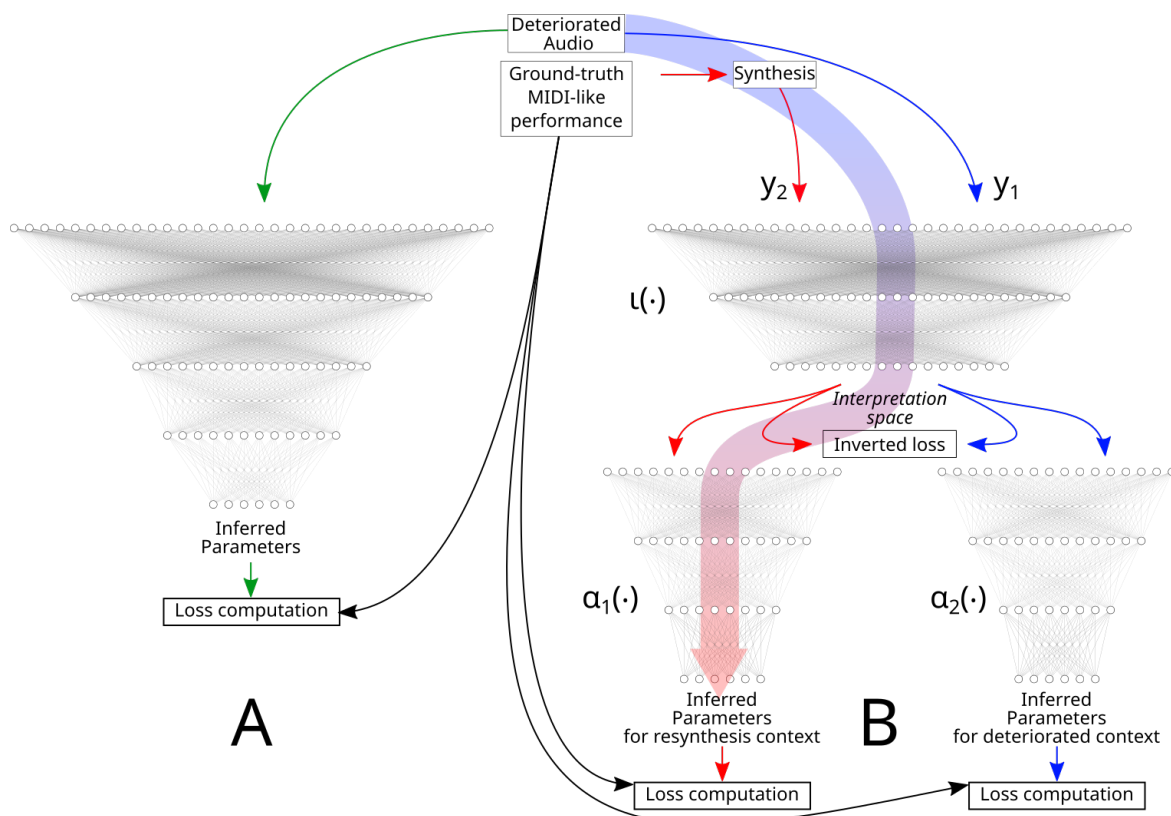 Deteriorated
Audio
Ground-truth
MIDI-like
performance
Synthesis
y₂
y₁
ι(·)
Interpretation
space
Inverted loss
Inferred
Parameters
Loss computation
α₁(·)
α₂(·)
A
B
Inferred
Parameters
for resynthesis context
Inferred
Parameters
for deteriorated context
Loss computation
Loss computation